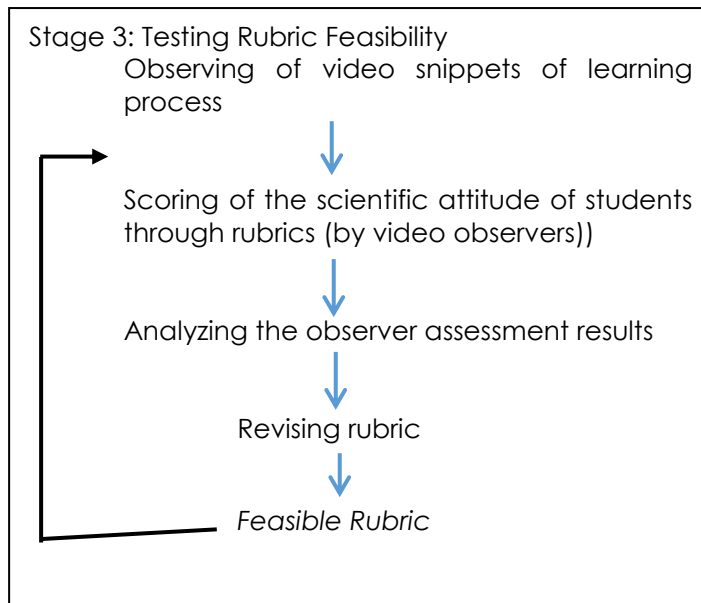 Stage 3: Testing Rubric Feasibility
Observing of video snippets of learning
process
Scoring of the scientific attitude of students
through rubrics (by video observers))
Analyzing the observer assessment results
Revising rubric
Feasible Rubric